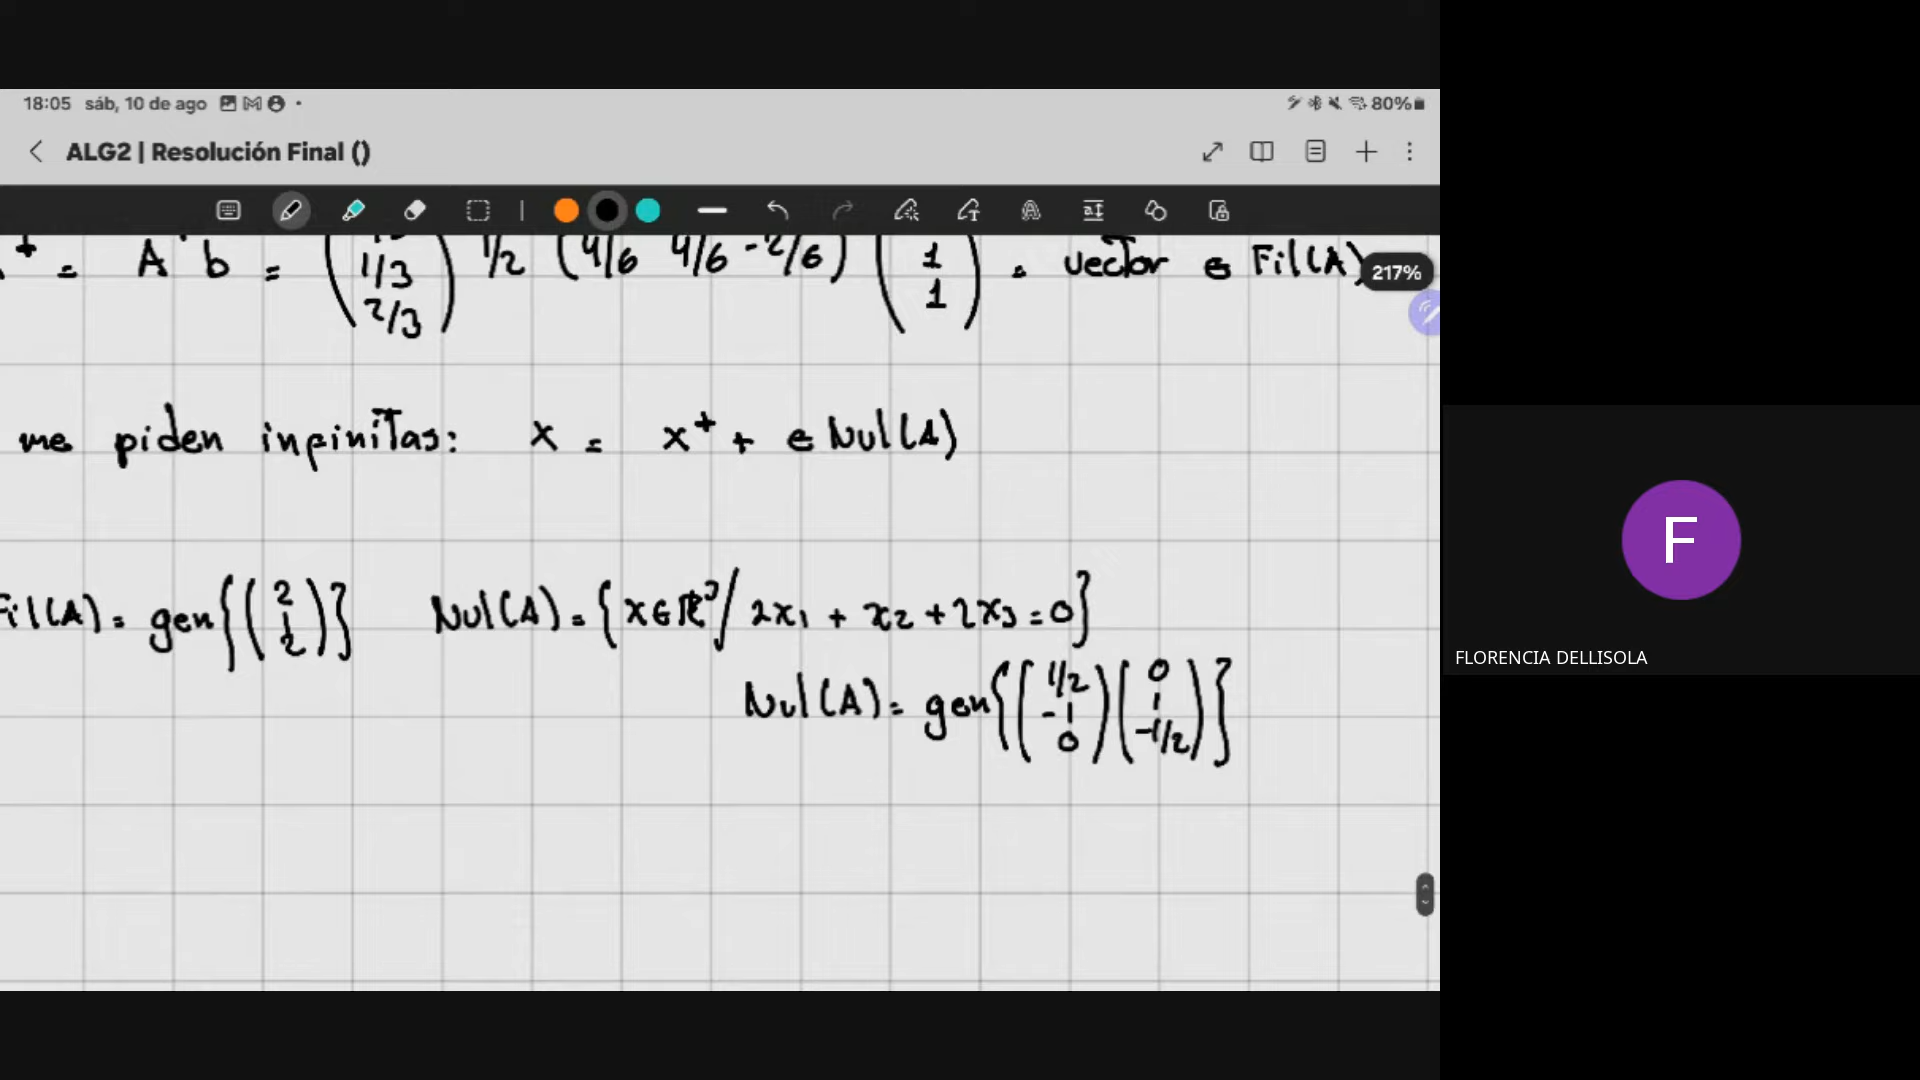 18:05 sáb, 10 de ago 80%
ALG2 | Resolución Final ()
+ = A b = ( 1/3 2/3 ) 1/2 (4/6 4/6 -2/6) ( 1 1 ) = vector ∈ Fil(A)
217%
me piden infinitas: x = x⁺ + ∈ Nul(A)
Fil(A) = gen{(2 1 2)} Nul(A) = {x∈ℝ³/ 2x₁ + x₂ + 2x₃ = 0}
Nul(A) = gen{(1/2 -1 0)(0 1 -1/2)}
F
FLORENCIA DELLISOLA